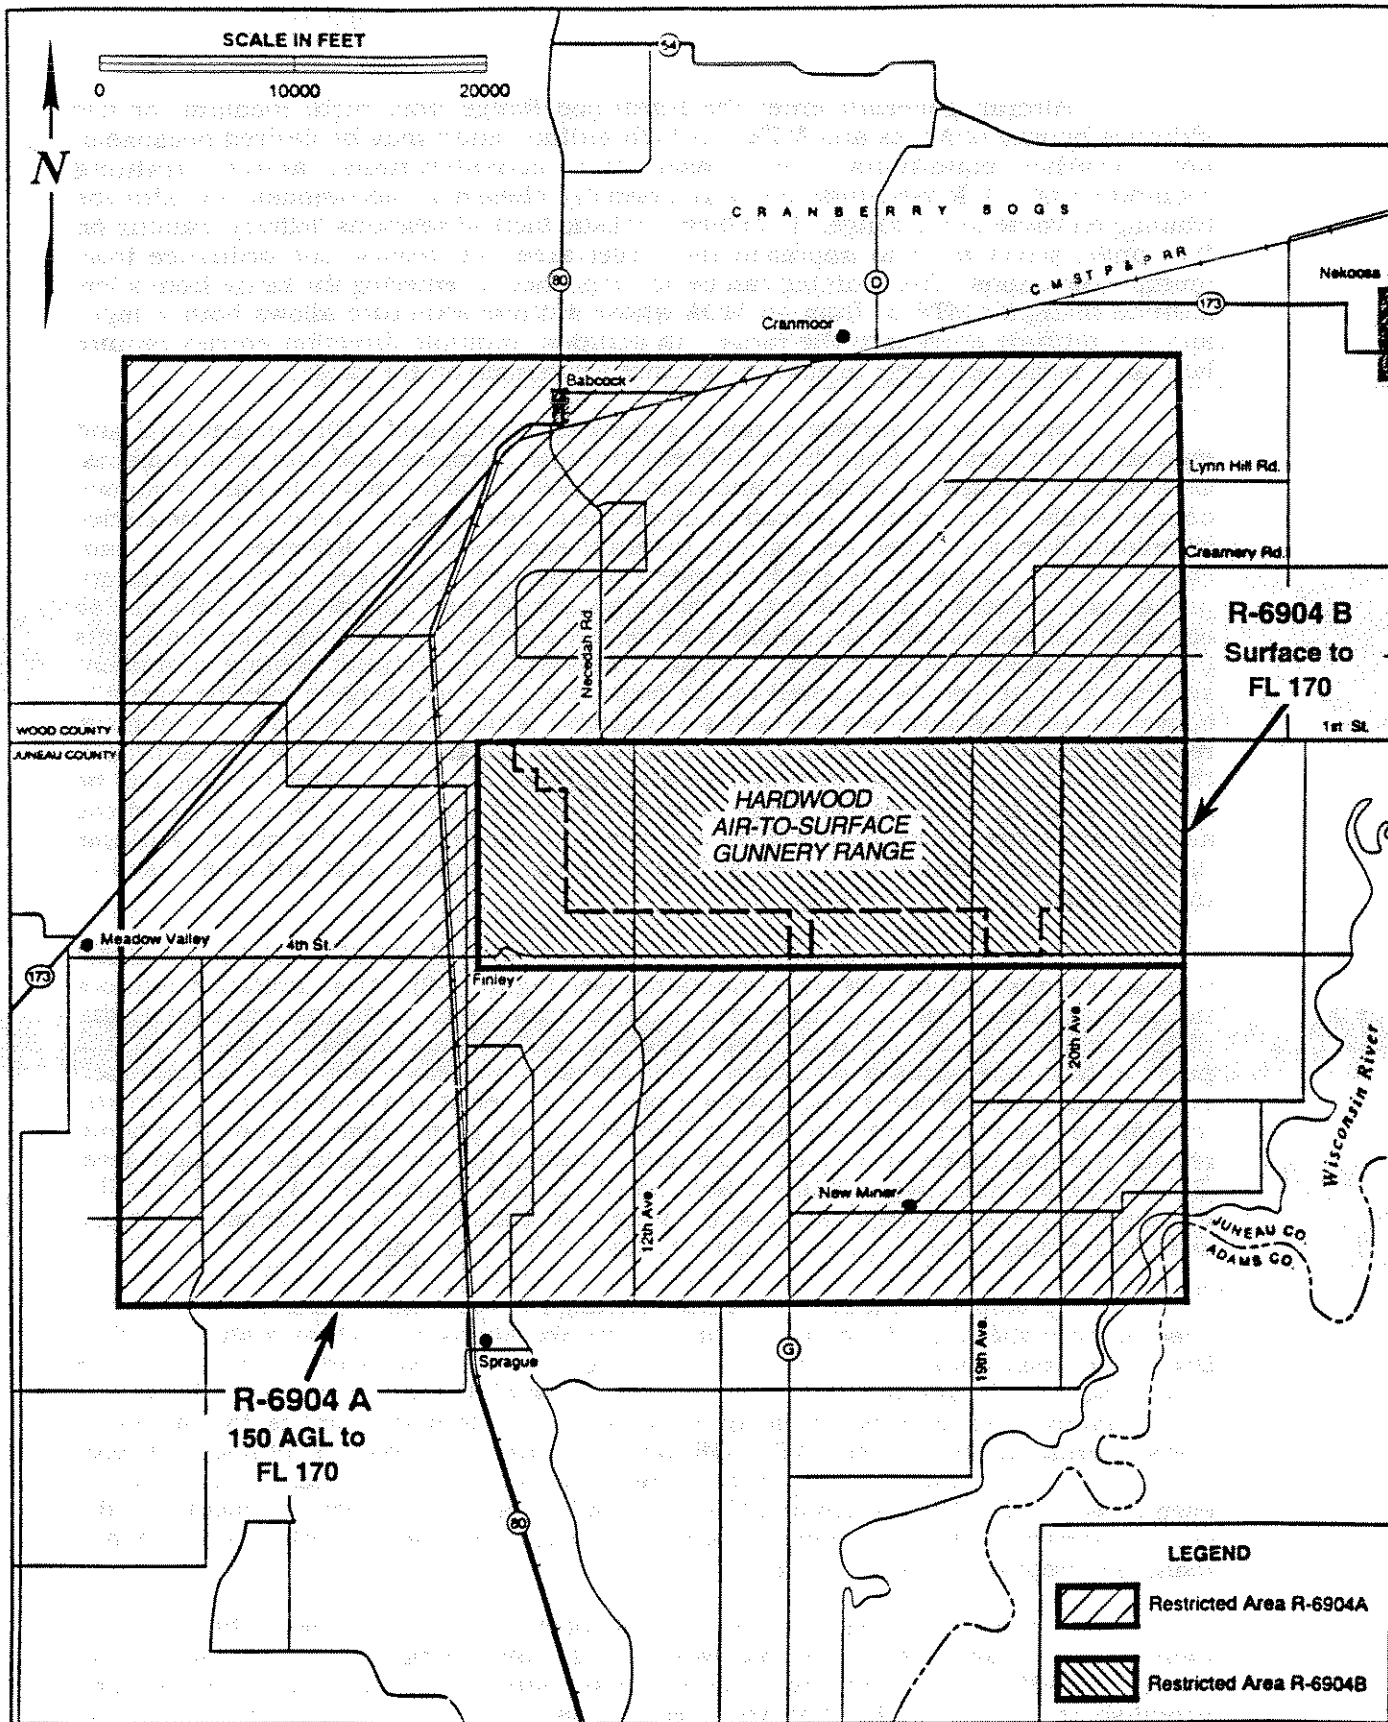 SCALE IN FEET
0 10000 20000
N
54
CRANBERRY BOGS
C M ST P & P RR
Nekoosa
80
D
173
Cranmoor
Babcock
Lynn Hill Rd.
Creamery Rd.
Necedah Rd.
R-6904 B
Surface to
FL 170
WOOD COUNTY
JUNEAU COUNTY
1st St.
HARDWOOD
AIR-TO-SURFACE
GUNNERY RANGE
Meadow Valley
4th St.
173
Finley
20th Ave.
Wisconsin River
12th Ave.
New Miner
JUNEAU CO.
ADAMS CO.
Sprague
G
19th Ave.
R-6904 A
150 AGL to
FL 170
80
LEGEND
Restricted Area R-6904A
Restricted Area R-6904B